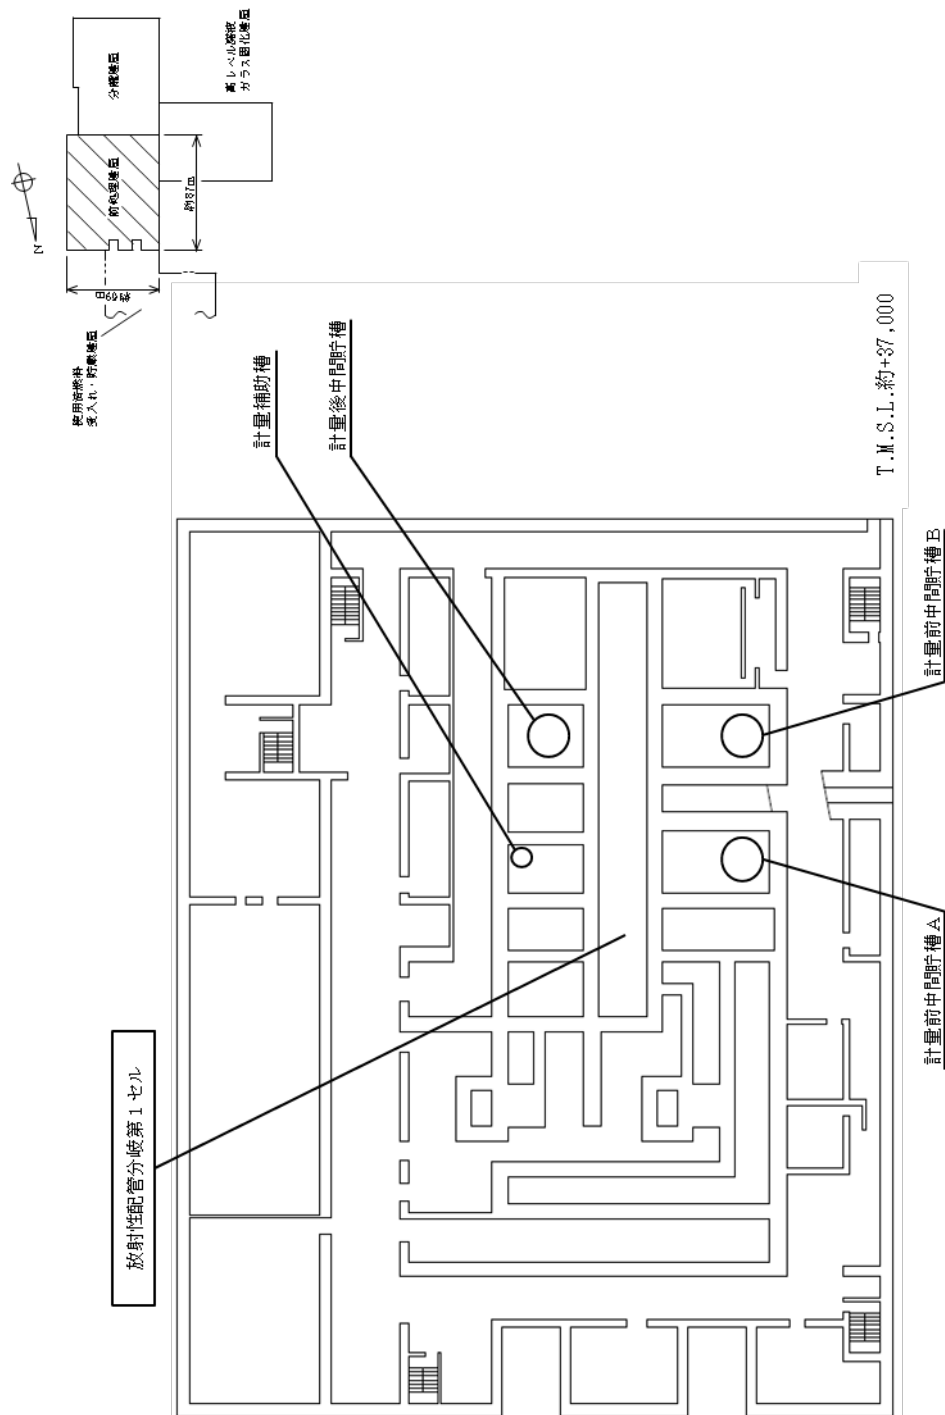 分離建屋
高レベル廃液
ガラス固化建屋
前処理建屋
約87m
約69m
N
使用済燃料
受入れ・貯蔵建屋
計量補助槽
計量後中間貯槽
T.M.S.L.約+37,000
計量前中間貯槽B
計量前中間貯槽A
放射性配管分岐第1セル